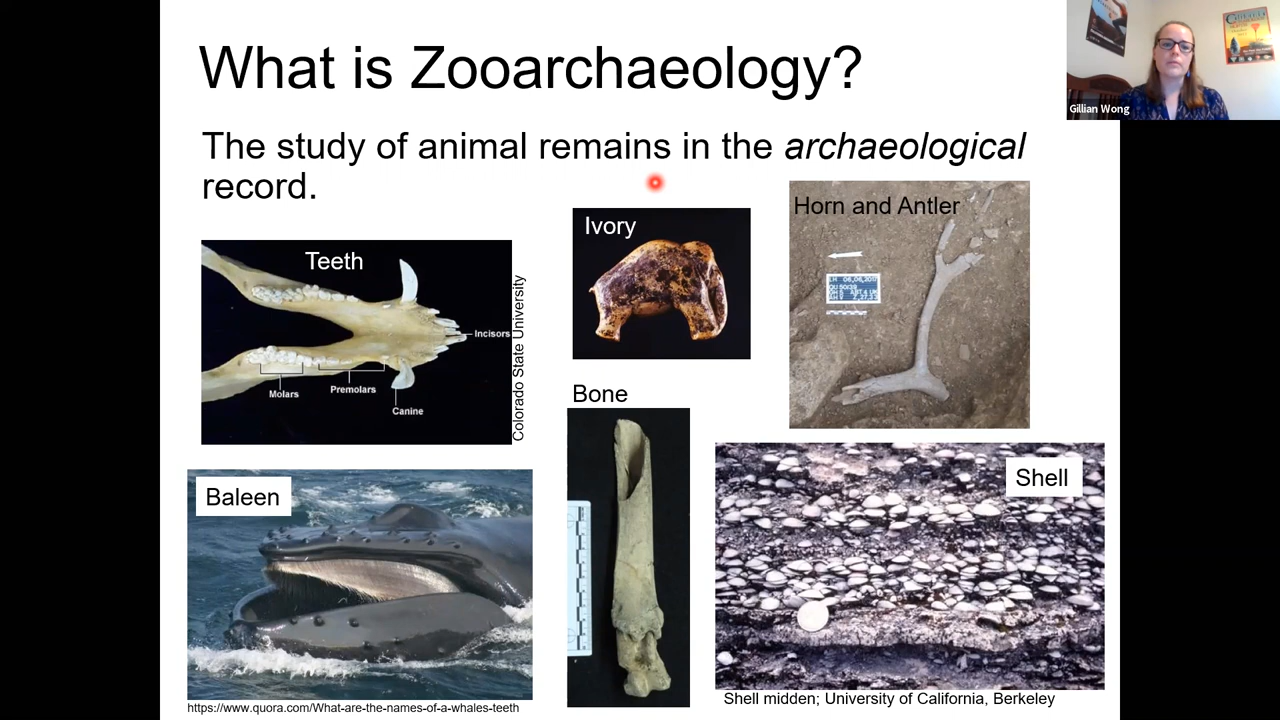 What is Zooarchaeology?
Gillian Wong
The study of animal remains in the archaeological
record.
Teeth
Incisors
Molars
Premolars
Canine
Colorado State University
Ivory
Horn and Antler
Bone
Baleen
Shell
https://www.quora.com/What-are-the-names-of-a-whales-teeth
Shell midden; University of California, Berkeley